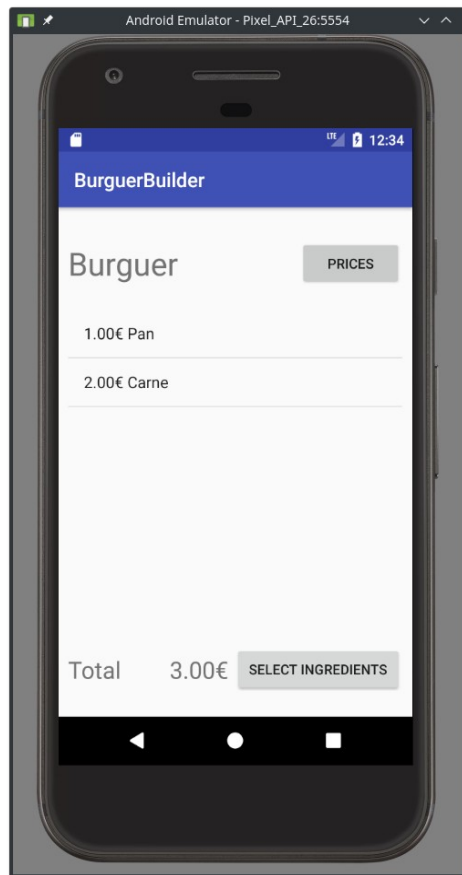 Android Emulator - Pixel_API_26:5554
LTE 12:34
BurguerBuilder
Burguer PRICES
1.00€ Pan
2.00€ Carne
Total 3.00€ SELECT INGREDIENTS